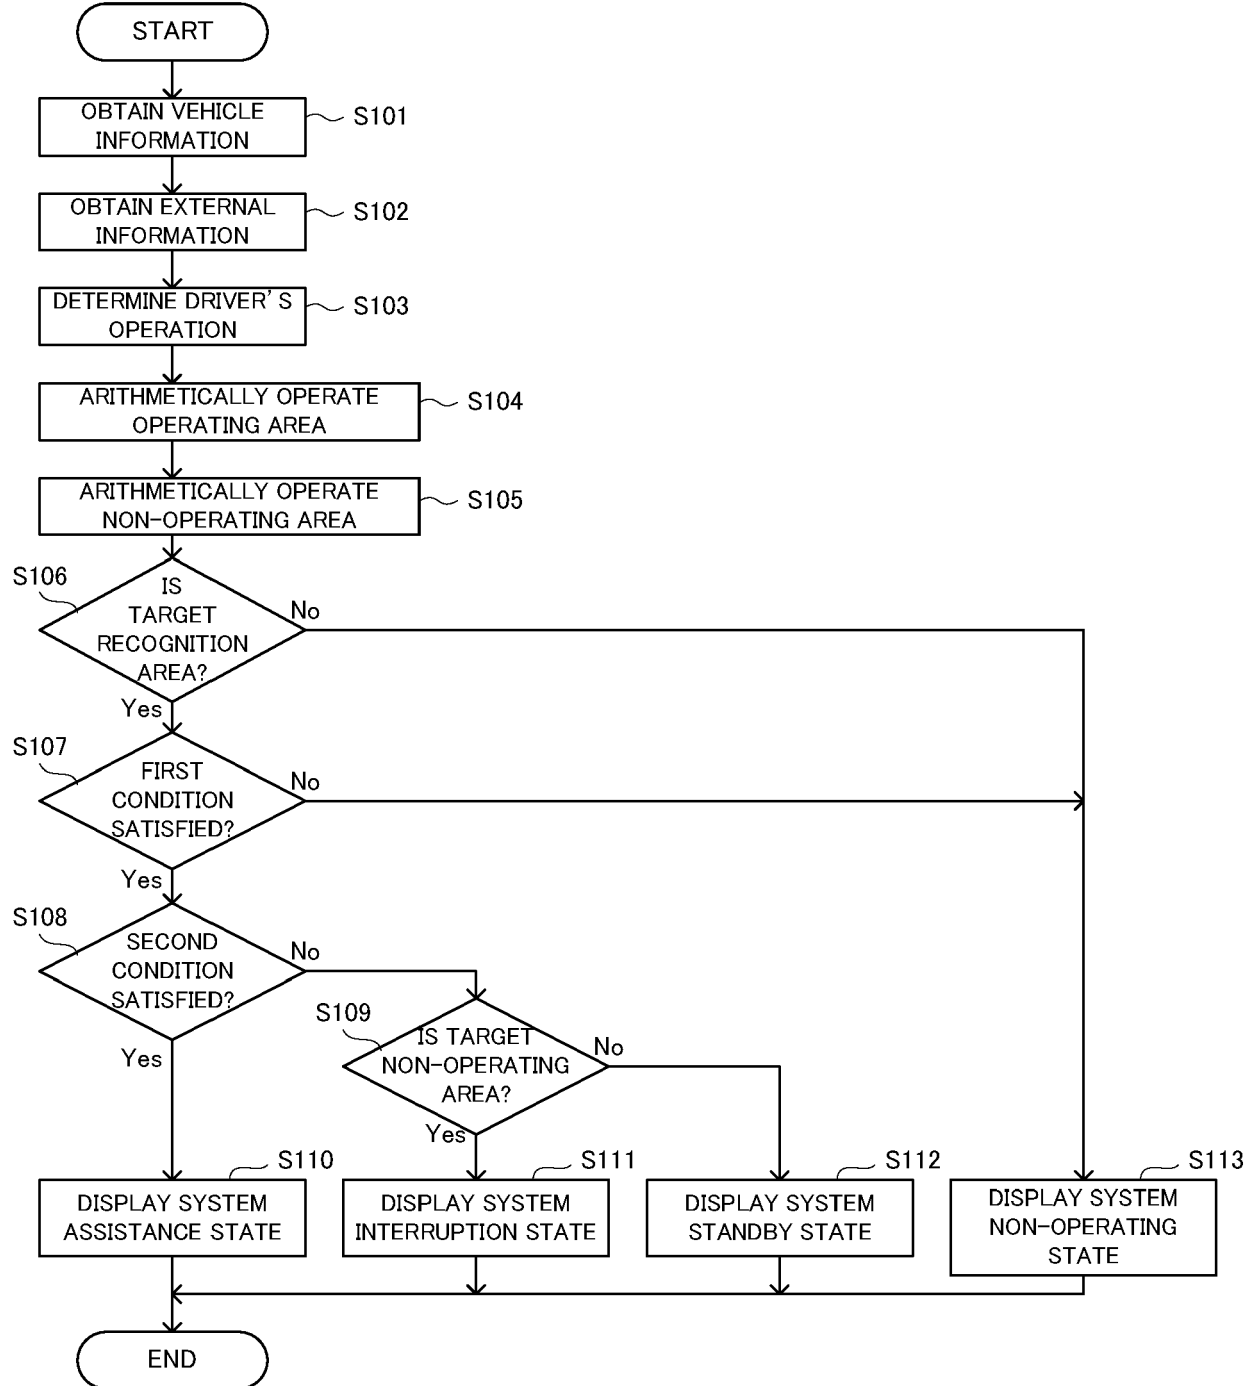 START
OBTAIN VEHICLE
INFORMATION
S101
OBTAIN EXTERNAL
INFORMATION
S102
DETERMINE DRIVER'S
OPERATION
S103
ARITHMETICALLY OPERATE
OPERATING AREA
S104
ARITHMETICALLY OPERATE
NON-OPERATING AREA
S105
S106
IS
TARGET
RECOGNITION
AREA?
No
Yes
S107
FIRST
CONDITION
SATISFIED?
No
Yes
S108
SECOND
CONDITION
SATISFIED?
No
Yes
S109
IS TARGET
NON-OPERATING
AREA?
No
Yes
S110
DISPLAY SYSTEM
ASSISTANCE STATE
S111
DISPLAY SYSTEM
INTERRUPTION STATE
S112
DISPLAY SYSTEM
STANDBY STATE
S113
DISPLAY SYSTEM
NON-OPERATING
STATE
END